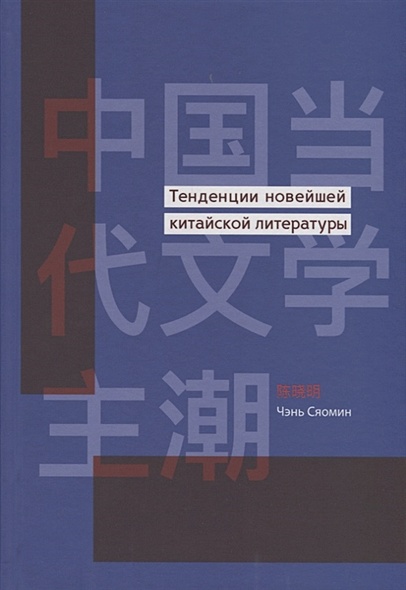 中国当
Тенденции новейшей
китайской литературы
代文学
陈晓明
Чэнь Сяомин
主潮